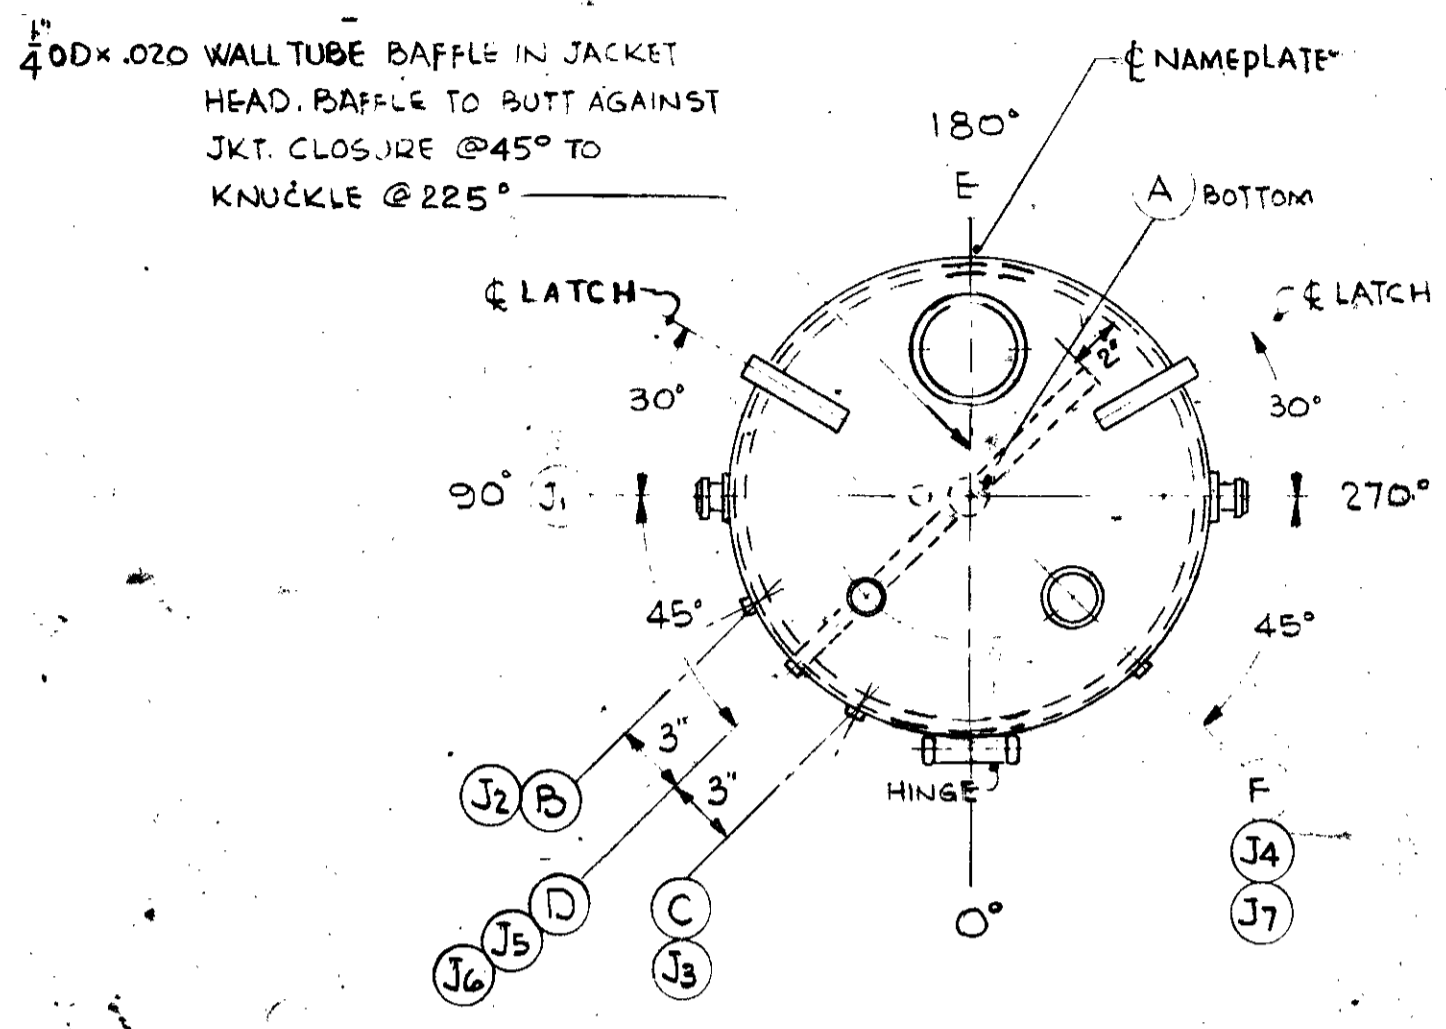 1/4" OD x .020 WALL TUBE BAFFLE IN JACKET
HEAD. BAFFLE TO BUTT AGAINST
JKT. CLOSURE @45° TO
KNUCKLE @ 225°
℄ NAMEPLATE
180°
E
A BOTTOM
℄ LATCH
℄ LATCH
2"
30°
30°
90° J1
270°
45°
45°
3"
3"
J2 B
HINGE
F
J4
J7
D
J5
J6
C
J3
0°